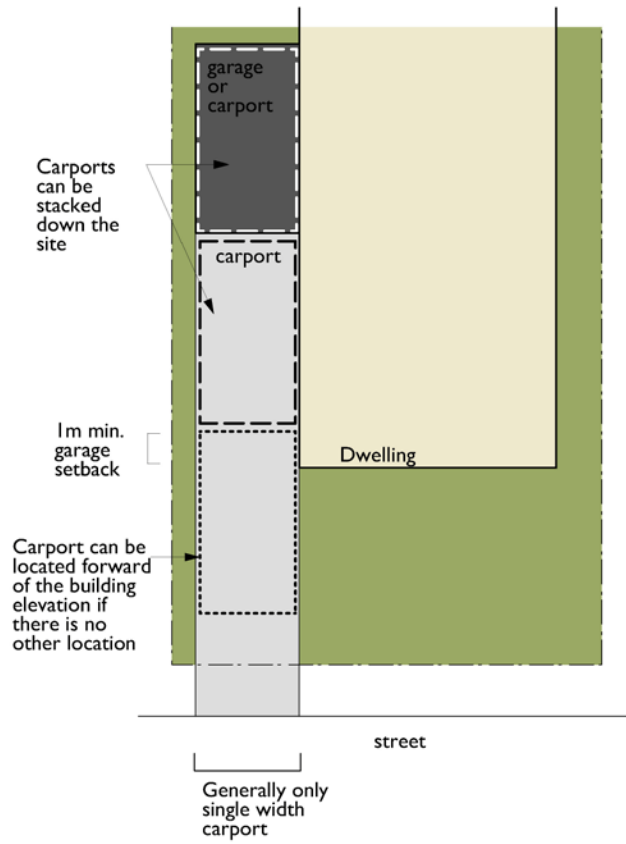 garage
or
carport
Carports
can be
stacked
down the
site
carport
1m min.
garage
setback
Dwelling
Carport can be
located forward
of the building
elevation if
there is no
other location
street
Generally only
single width
carport